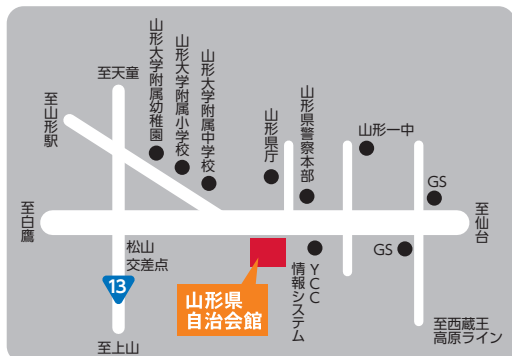 至天童
至山形駅
山形大学附属幼稚園
山形大学附属小学校
山形大学附属中学校
山形県庁
山形県警察本部
山形一中
GS
至白鷹
至仙台
松山
交差点
13
山形県
自治会館
YCC
情報システム
GS
至上山
至西蔵王
高原ライン